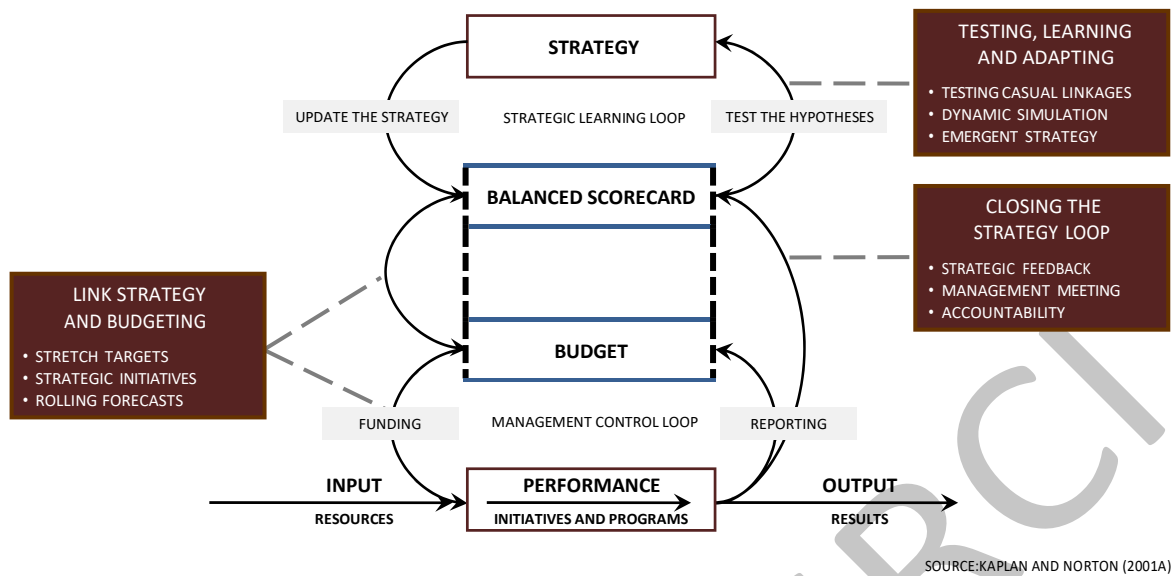 STRATEGY
UPDATE THE STRATEGY
STRATEGIC LEARNING LOOP
TEST THE HYPOTHESES
TESTING, LEARNING
AND ADAPTING
• TESTING CASUAL LINKAGES
• DYNAMIC SIMULATION
• EMERGENT STRATEGY
BALANCED SCORECARD
CLOSING THE
STRATEGY LOOP
• STRATEGIC FEEDBACK
• MANAGEMENT MEETING
• ACCOUNTABILITY
LINK STRATEGY
AND BUDGETING
• STRETCH TARGETS
• STRATEGIC INITIATIVES
• ROLLING FORECASTS
BUDGET
FUNDING
MANAGEMENT CONTROL LOOP
REPORTING
INPUT
RESOURCES
PERFORMANCE
INITIATIVES AND PROGRAMS
OUTPUT
RESULTS
SOURCE:KAPLAN AND NORTON (2001A)